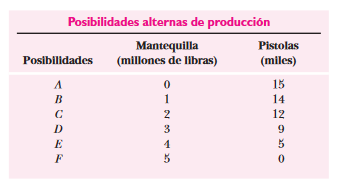 Posibilidades alternas de producción
Mantequilla Pistolas
Posibilidades (millones de libras) (miles)
A 0 15
B 1 14
C 2 12
D 3 9
E 4 5
F 5 0